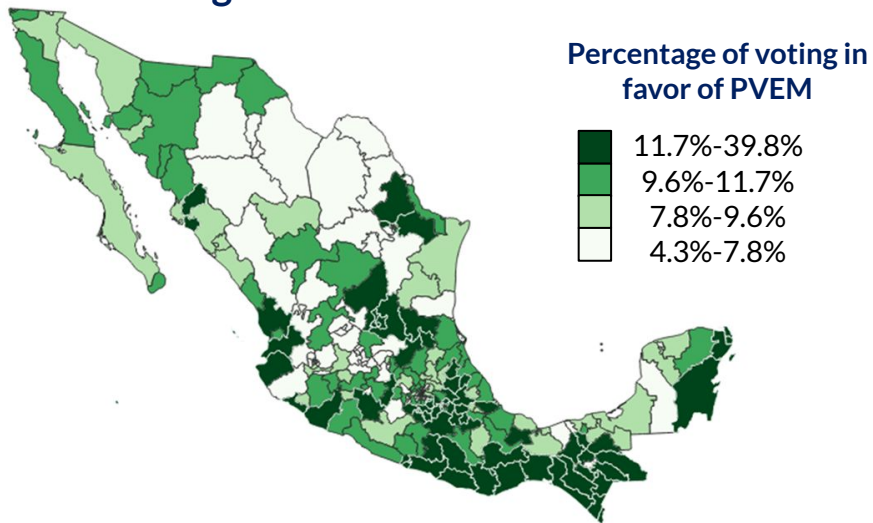 Percentage of voting in
favor of PVEM
11.7%-39.8%
9.6%-11.7%
7.8%-9.6%
4.3%-7.8%